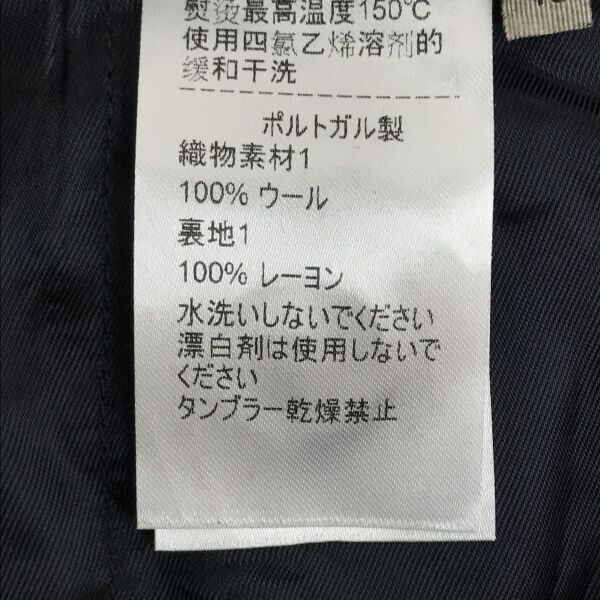 熨烫最高温度150℃
使用四氯乙烯溶剂的
缓和干洗
ポルトガル製
織物素材1
100% ウール
裏地1
100% レーヨン
水洗いしないでください
漂白剤は使用しないで
ください
タンブラー乾燥禁止